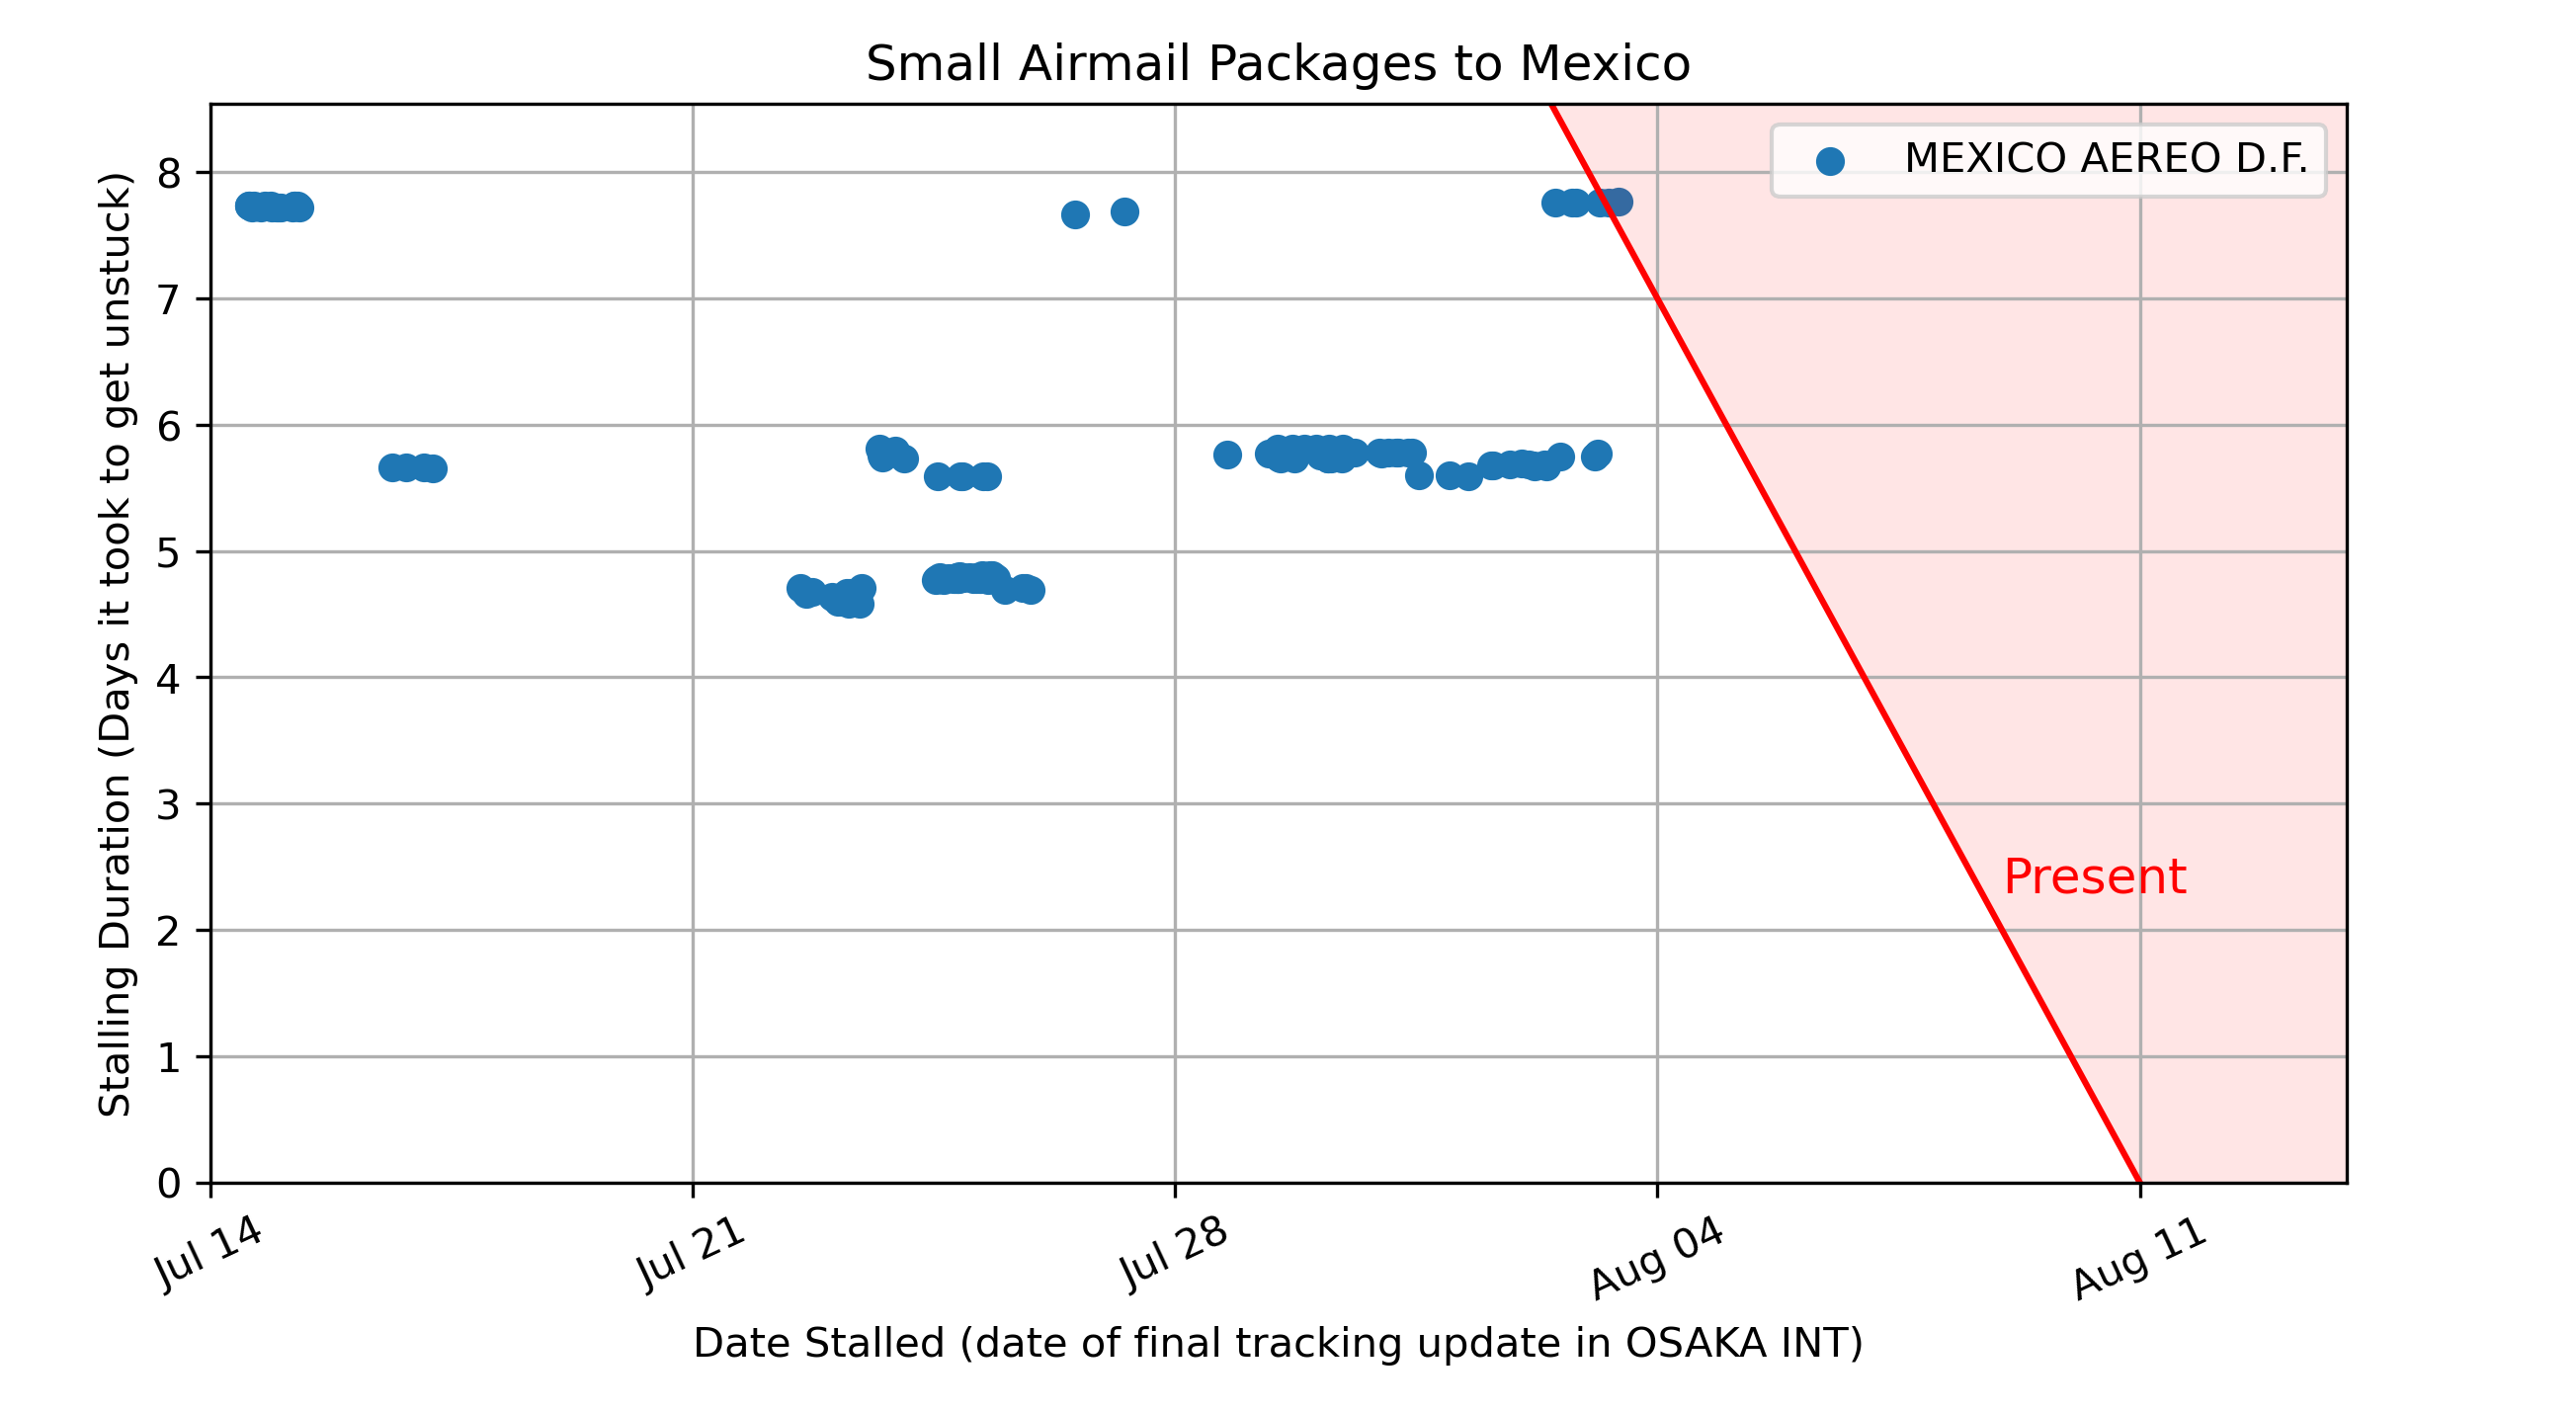 Small Airmail Packages to Mexico
MEXICO AEREO D.F.
Stalling Duration (Days it took to get unstuck)
8
7
6
5
4
3
2
1
0
Present
Jul 14
Jul 21
Jul 28
Aug 04
Aug 11
Date Stalled (date of final tracking update in OSAKA INT)